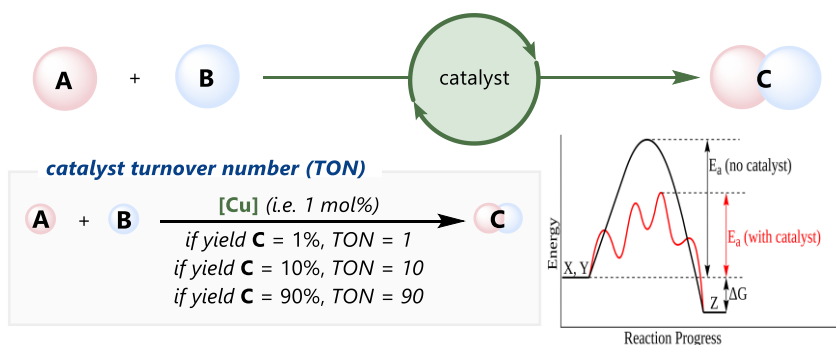 A + B catalyst C
catalyst turnover number (TON)
[Cu] (i.e. 1 mol%)
A + B C
if yield C = 1%, TON = 1
if yield C = 10%, TON = 10
if yield C = 90%, TON = 90
Energy
X, Y
Eₐ (no catalyst)
Eₐ (with catalyst)
ΔG
Z
Reaction Progress